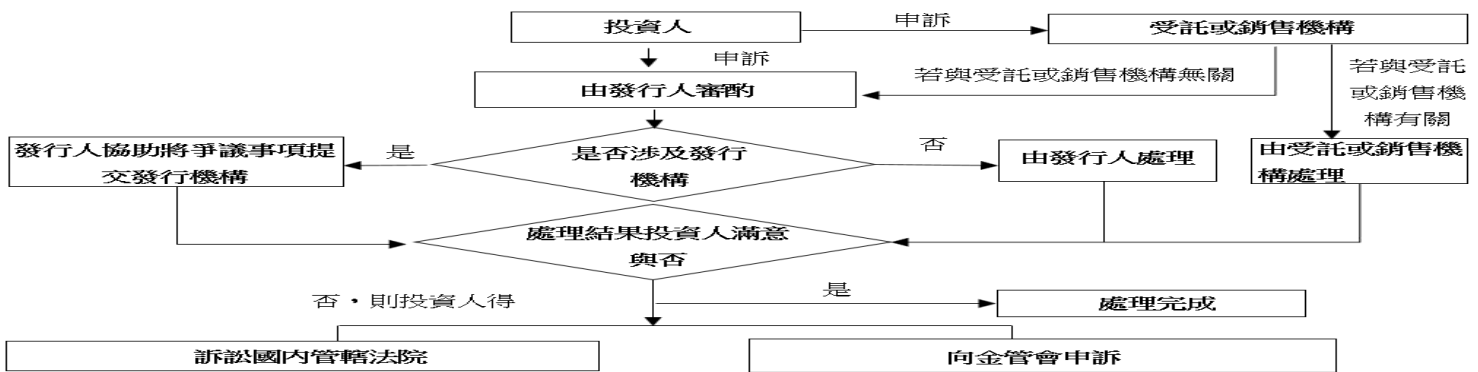 投資人
申訴
受託或銷售機構
申訴
若與受託或銷售機構無關
若與受託
或銷售機
構有關
由發行人審酌
發行人協助將爭議事項提
交發行機構
是
是否涉及發行
機構
否
由發行人處理
由受託或銷售機
構處理
處理結果投資人滿意
與否
否，則投資人得
是
處理完成
訴訟國內管轄法院
向金管會申訴